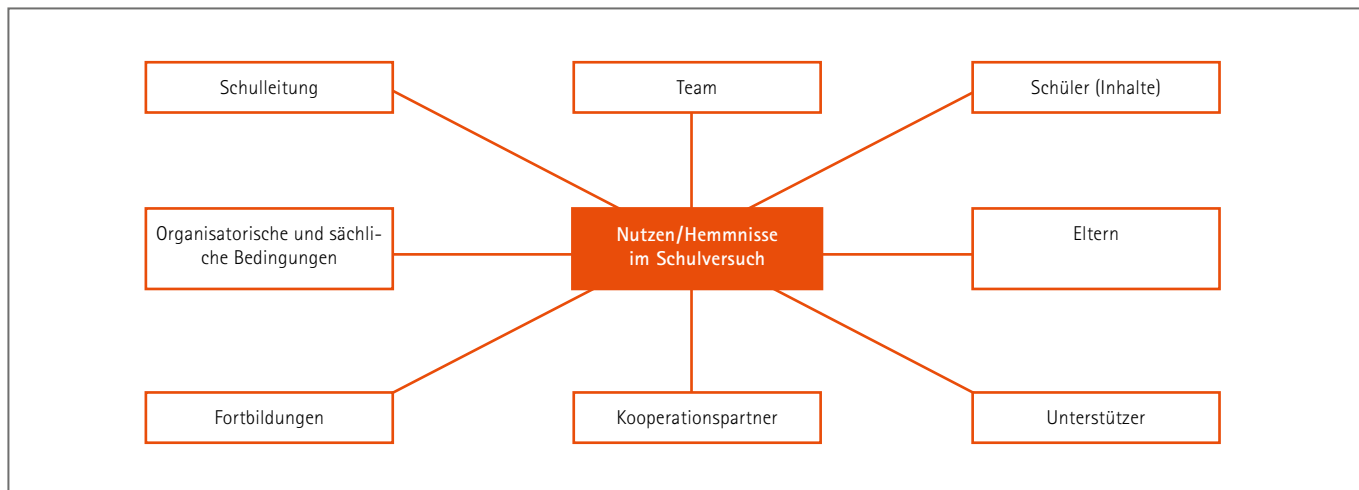 Schulleitung
Team
Schüler (Inhalte)
Organisatorische und sächli-
che Bedingungen
Nutzen/Hemmnisse
im Schulversuch
Eltern
Fortbildungen
Kooperationspartner
Unterstützer